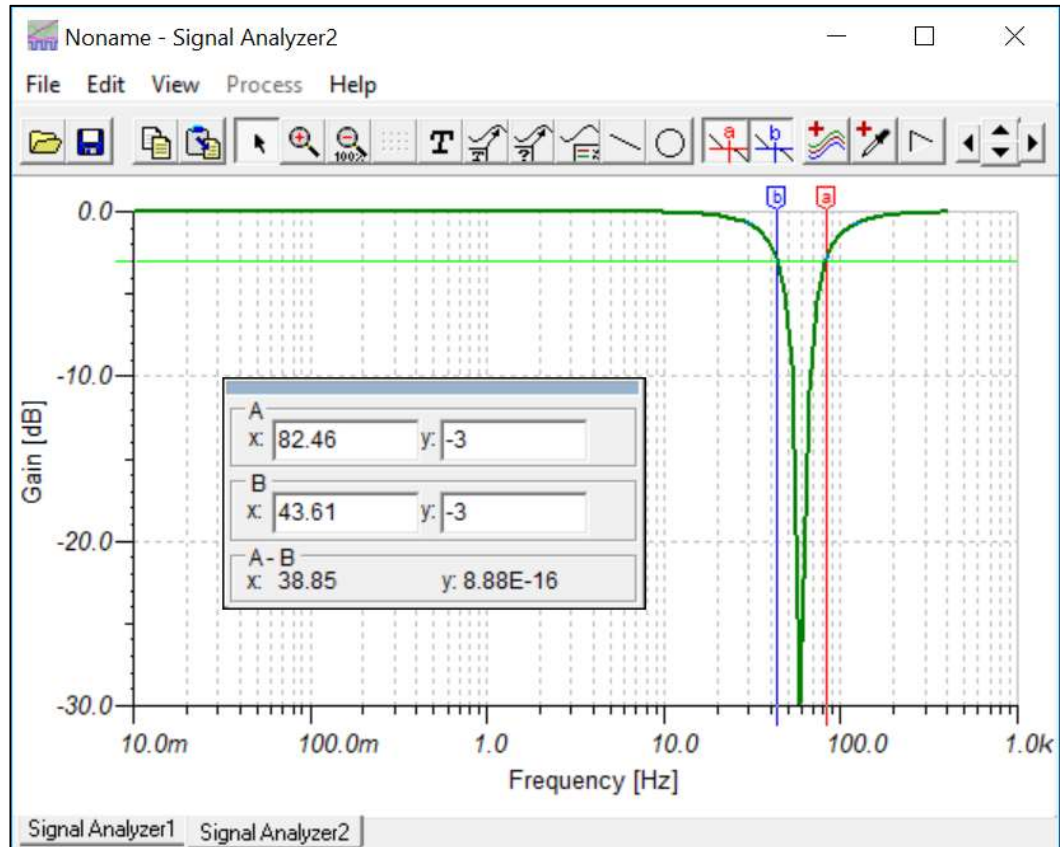 Noname - Signal Analyzer2
File Edit View Process Help
100%
T
T
?
a
b
b
a
0.0
-10.0
-20.0
-30.0
Gain [dB]
A
x: 82.46 y: -3
B
x: 43.61 y: -3
A - B
x: 38.85 y: 8.88E-16
10.0m 100.0m 1.0 10.0 100.0 1.0k
Frequency [Hz]
Signal Analyzer1 Signal Analyzer2